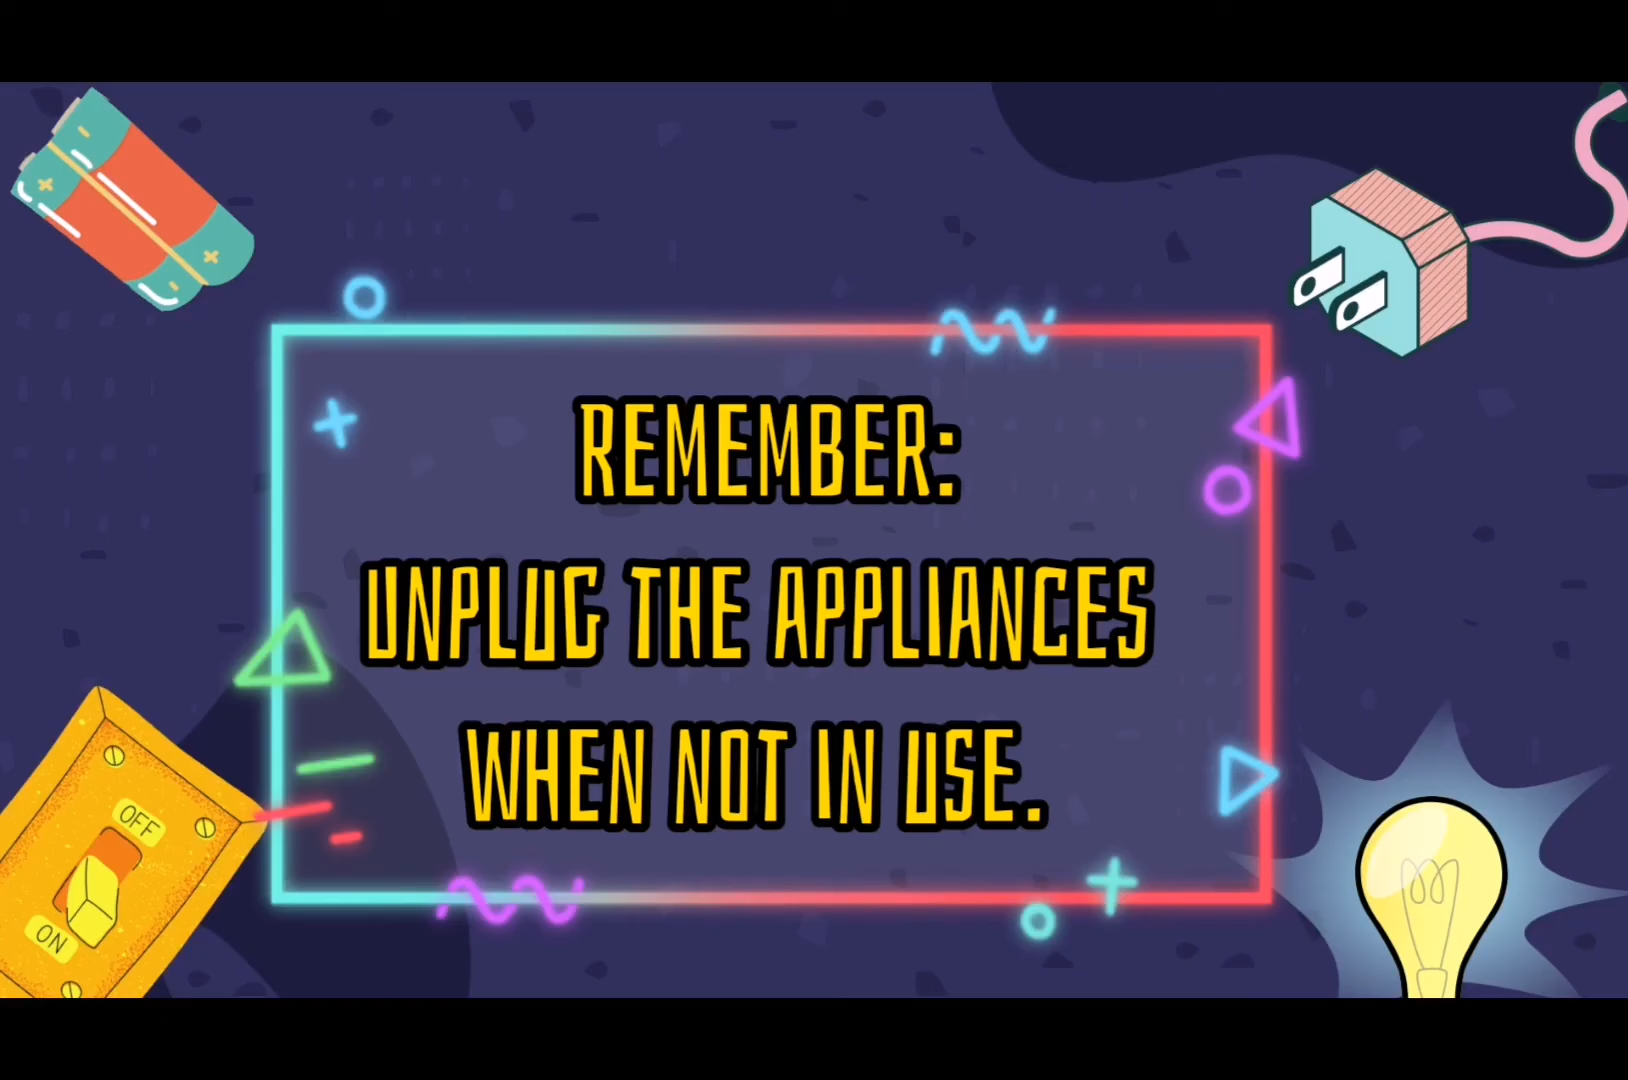 REMEMBER:
UNPLUG THE APPLIANCES
WHEN NOT IN USE.
OFF
ON